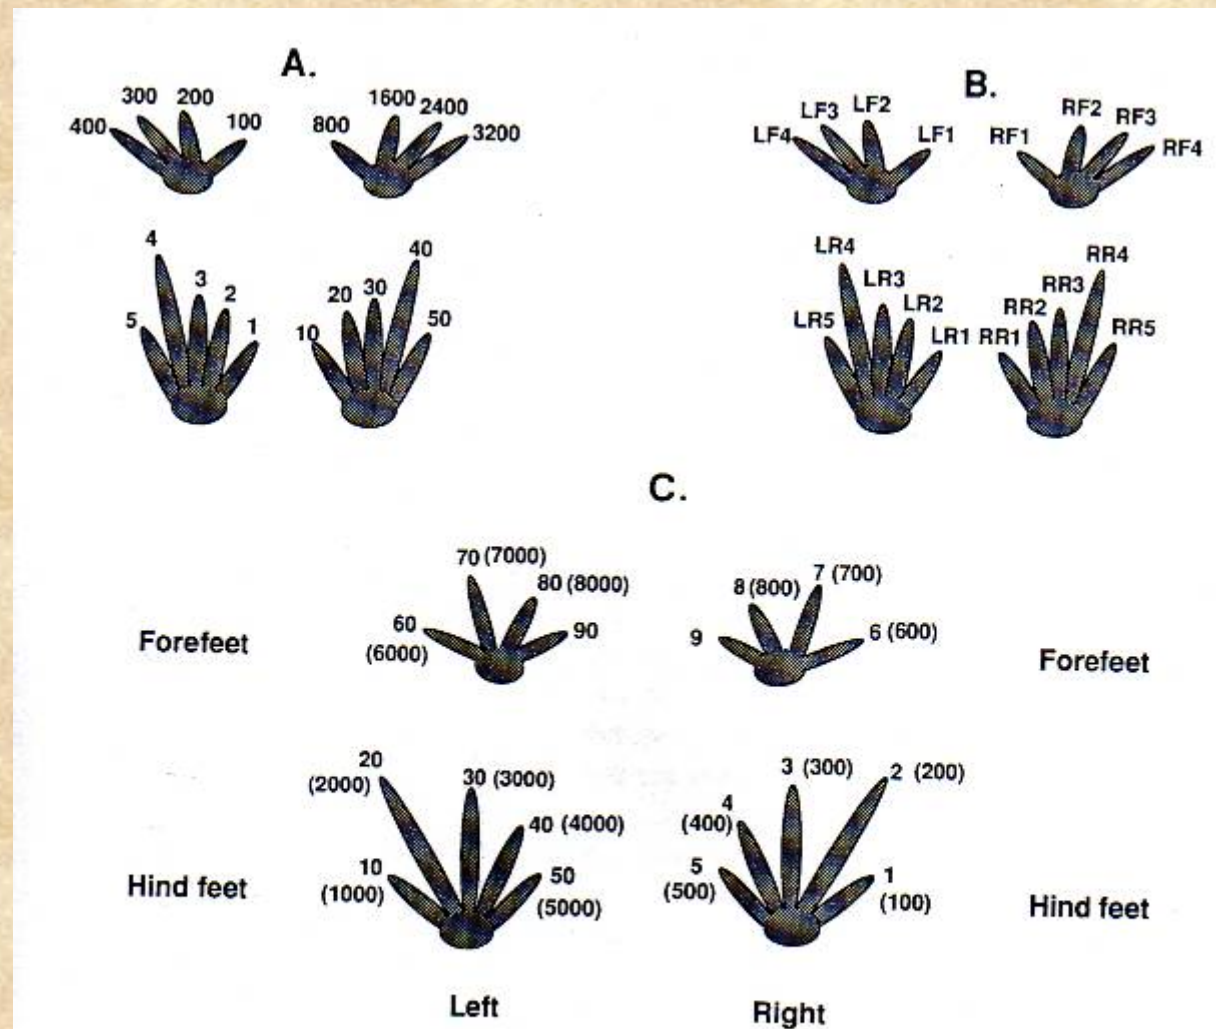 A.
300 200
400 100
1600
2400
800 3200
4
3
2
5 1
40
20 30
10 50
B.
LF3 LF2
LF4 LF1
RF2
RF3
RF1 RF4
LR4
LR3
LR2
LR5 LR1
RR4
RR3
RR2
RR1 RR5
C.
Forefeet
70 (7000)
80 (8000)
60 90
(6000)
7 (700)
8 (800)
9 6 (600)
Forefeet
Hind feet
20
(2000) 30 (3000)
40 (4000)
10 50
(1000) (5000)
3 (300) 2 (200)
4
(400)
5 1
(500) (100)
Hind feet
Left Right